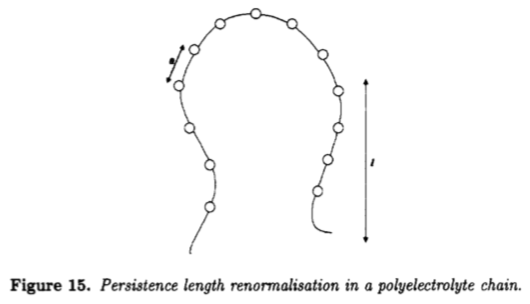 a
l
Figure 15. Persistence length renormalisation in a polyelectrolyte chain.